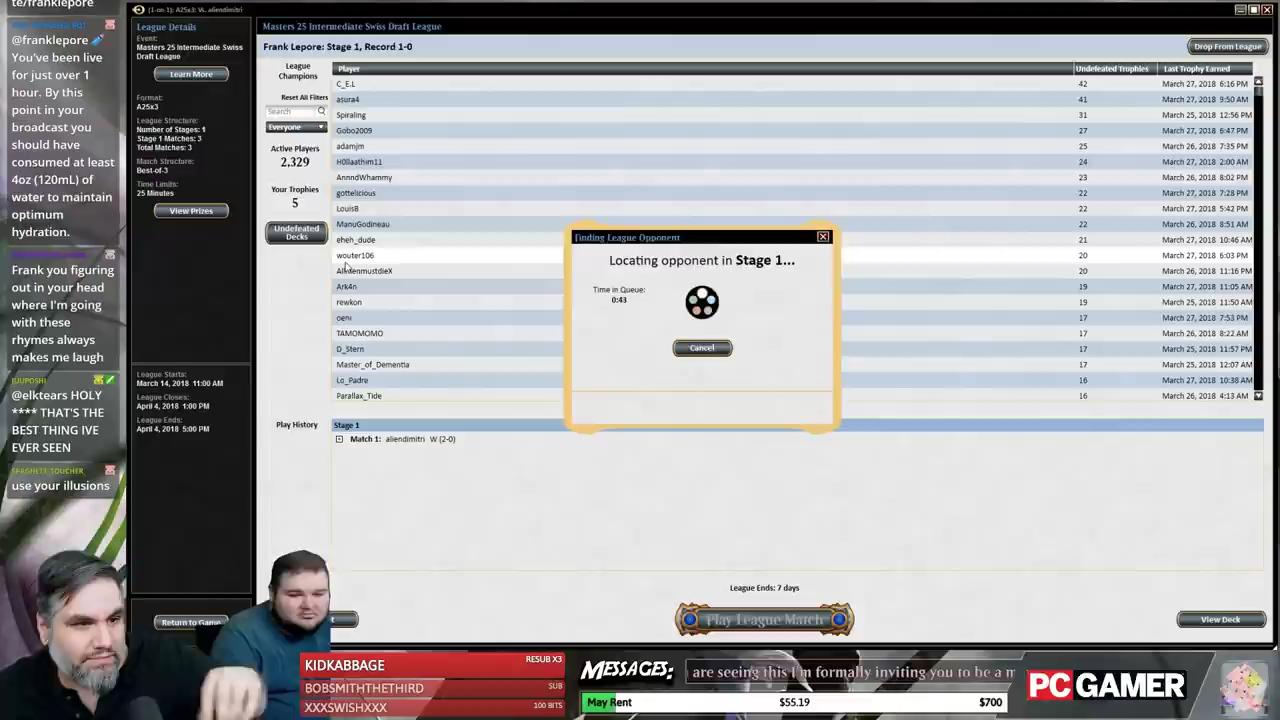 te/franklepore
@franklepore
You've been live
for just over 1
hour. By this
point in your
broadcast you
should have
consumed at least
4oz (120mL) of
water to maintain
optimum
hydration.
Frank you figuring
out in your head
where I'm going
with these
rhymes always
makes me laugh
JUUPOSHI
@elktears HOLY
**** THAT'S THE
BEST THING IVE
EVER SEEN
SPAGHETI_TOUCHER
use your illusions
(1-on-1): A25x3: Vs. aliendimitri
League Details
Event:
Masters 25 Intermediate Swiss
Draft League
Learn More
Format:
A25x3
League Structure:
Number of Stages: 1
Stage 1 Matches: 3
Total Matches: 3
Match Structure:
Best-of-3
Time Limits:
25 Minutes
View Prizes
League Starts:
March 14, 2018 11:00 AM
League Closes:
April 4, 2018 1:00 PM
League Ends:
April 4, 2018 5:00 PM
Return to Game
Masters 25 Intermediate Swiss Draft League
Frank Lepore: Stage 1, Record 1-0
Drop From League
League
Champions
Reset All Filters
Search
Everyone
Active Players
2,329
Your Trophies
5
Undefeated
Decks
Player Undefeated Trophies Last Trophy Earned
C_E.L 42 March 27, 2018 6:16 PM
asura4 41 March 27, 2018 9:50 AM
Spiraling 31 March 25, 2018 12:56 PM
Gobo2009 27 March 27, 2018 6:47 PM
adamjm 25 March 26, 2018 7:35 PM
H0llaathim11 24 March 27, 2018 2:00 AM
AnnndWhammy 23 March 26, 2018 8:02 PM
gottelicious 22 March 27, 2018 7:28 PM
LouisB 22 March 27, 2018 5:42 PM
ManuGodineau 22 March 26, 2018 8:51 PM
eheh_dude 21 March 27, 2018 10:46 AM
wouter106 20 March 27, 2018 6:03 PM
20 March 26, 2018 11:16 PM
Ark4n 19 March 27, 2018 11:05 AM
rewkon 19 March 25, 2018 11:50 AM
oeni 17 March 27, 2018 3:53 PM
TAMOMOMO 17 March 26, 2018 8:22 AM
D_Stern 17 March 25, 2018 11:57 PM
Master_of_Dementia 17 March 25, 2018 12:07 AM
Lo_Padre 16 March 27, 2018 10:38 AM
Parallax_Tide 16 March 26, 2018 4:13 AM
Finding League Opponent
Locating opponent in Stage 1...
Time in Queue:
0:43
Cancel
Play History
Stage 1
Match 1: aliendimitri W (2-0)
League Ends: 7 days
Play League Match
View Deck
KIDKABBAGE RESUB X3
BOBSMITHTHETHIRD SUB
XXXSWISHXXX 100 BITS
MESSAGES: are seeing this I'm formally inviting you to be a m
May Rent $55.19 $700
PC GAMER